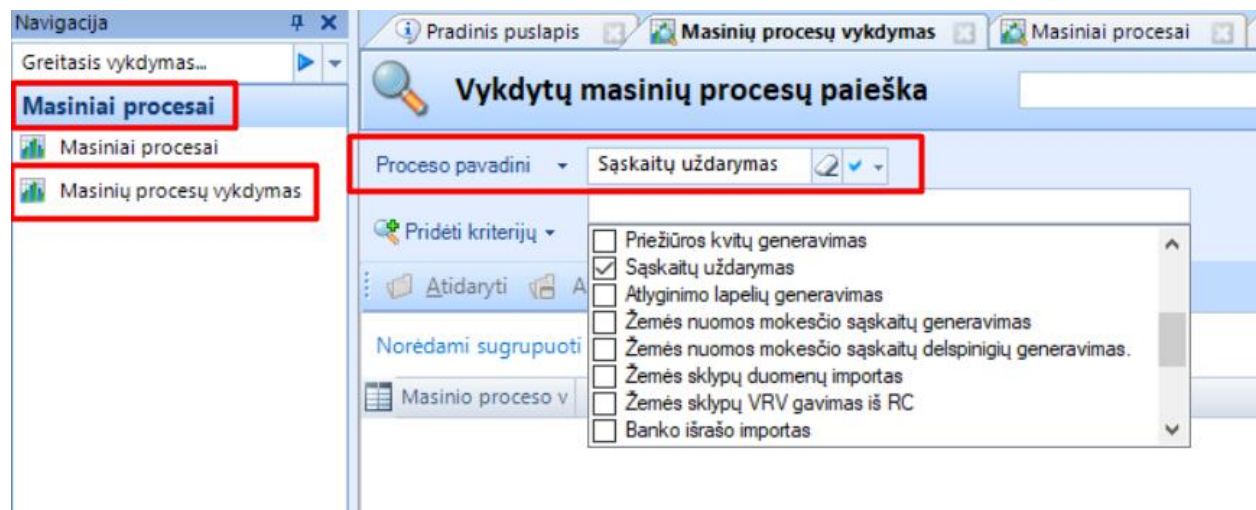 Navigacija
Greitasis vykdymas...
Masiniai procesai
Masiniai procesai
Masinių procesų vykdymas
Pradinis puslapis
Masinių procesų vykdymas
Masiniai procesai
Vykdytų masinių procesų paieška
Proceso pavadini
Sąskaitų uždarymas
Pridėti kriterijų
Priežiūros kvitų generavimas
Sąskaitų uždarymas
Atlyginimo lapelių generavimas
Žemės nuomos mokesčio sąskaitų generavimas
Žemės nuomos mokesčio sąskaitų delspinigių generavimas.
Žemės sklypų duomenų importas
Žemės sklypų VRV gavimas iš RC
Banko išrašo importas
Atidaryti A
Norėdami sugrupuoti
Masinio proceso v